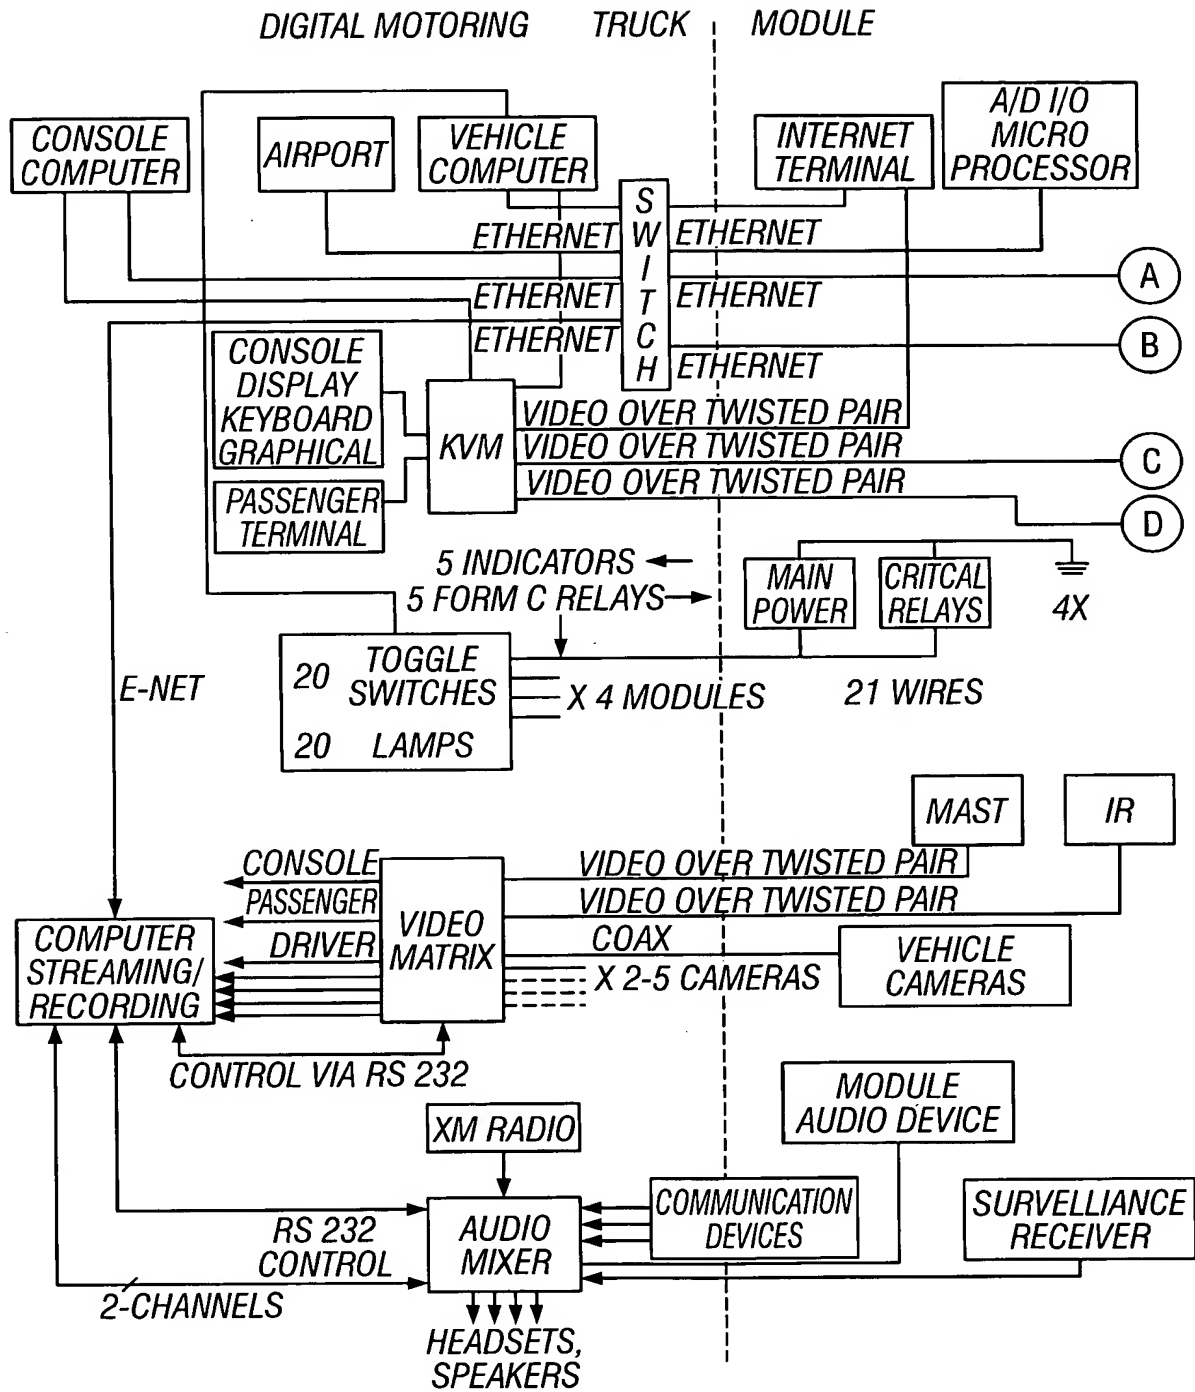 DIGITAL MOTORING TRUCK MODULE
CONSOLE
COMPUTER
AIRPORT
VEHICLE
COMPUTER
INTERNET
TERMINAL
A/D I/O
MICRO
PROCESSOR
S
W
I
T
C
H
ETHERNET
ETHERNET
ETHERNET
ETHERNET
ETHERNET
ETHERNET
A
B
CONSOLE
DISPLAY
KEYBOARD
GRAPHICAL
KVM
PASSENGER
TERMINAL
VIDEO OVER TWISTED PAIR
VIDEO OVER TWISTED PAIR
VIDEO OVER TWISTED PAIR
C
D
5 INDICATORS
5 FORM C RELAYS
MAIN
POWER
CRITCAL
RELAYS
4X
20 TOGGLE
SWITCHES
20 LAMPS
X 4 MODULES
21 WIRES
E-NET
MAST
IR
CONSOLE
PASSENGER
DRIVER
VIDEO
MATRIX
VIDEO OVER TWISTED PAIR
VIDEO OVER TWISTED PAIR
COAX
X 2-5 CAMERAS
VEHICLE
CAMERAS
COMPUTER
STREAMING/
RECORDING
CONTROL VIA RS 232
XM RADIO
MODULE
AUDIO DEVICE
AUDIO
MIXER
COMMUNICATION
DEVICES
SURVELLIANCE
RECEIVER
RS 232
CONTROL
2-CHANNELS
HEADSETS,
SPEAKERS